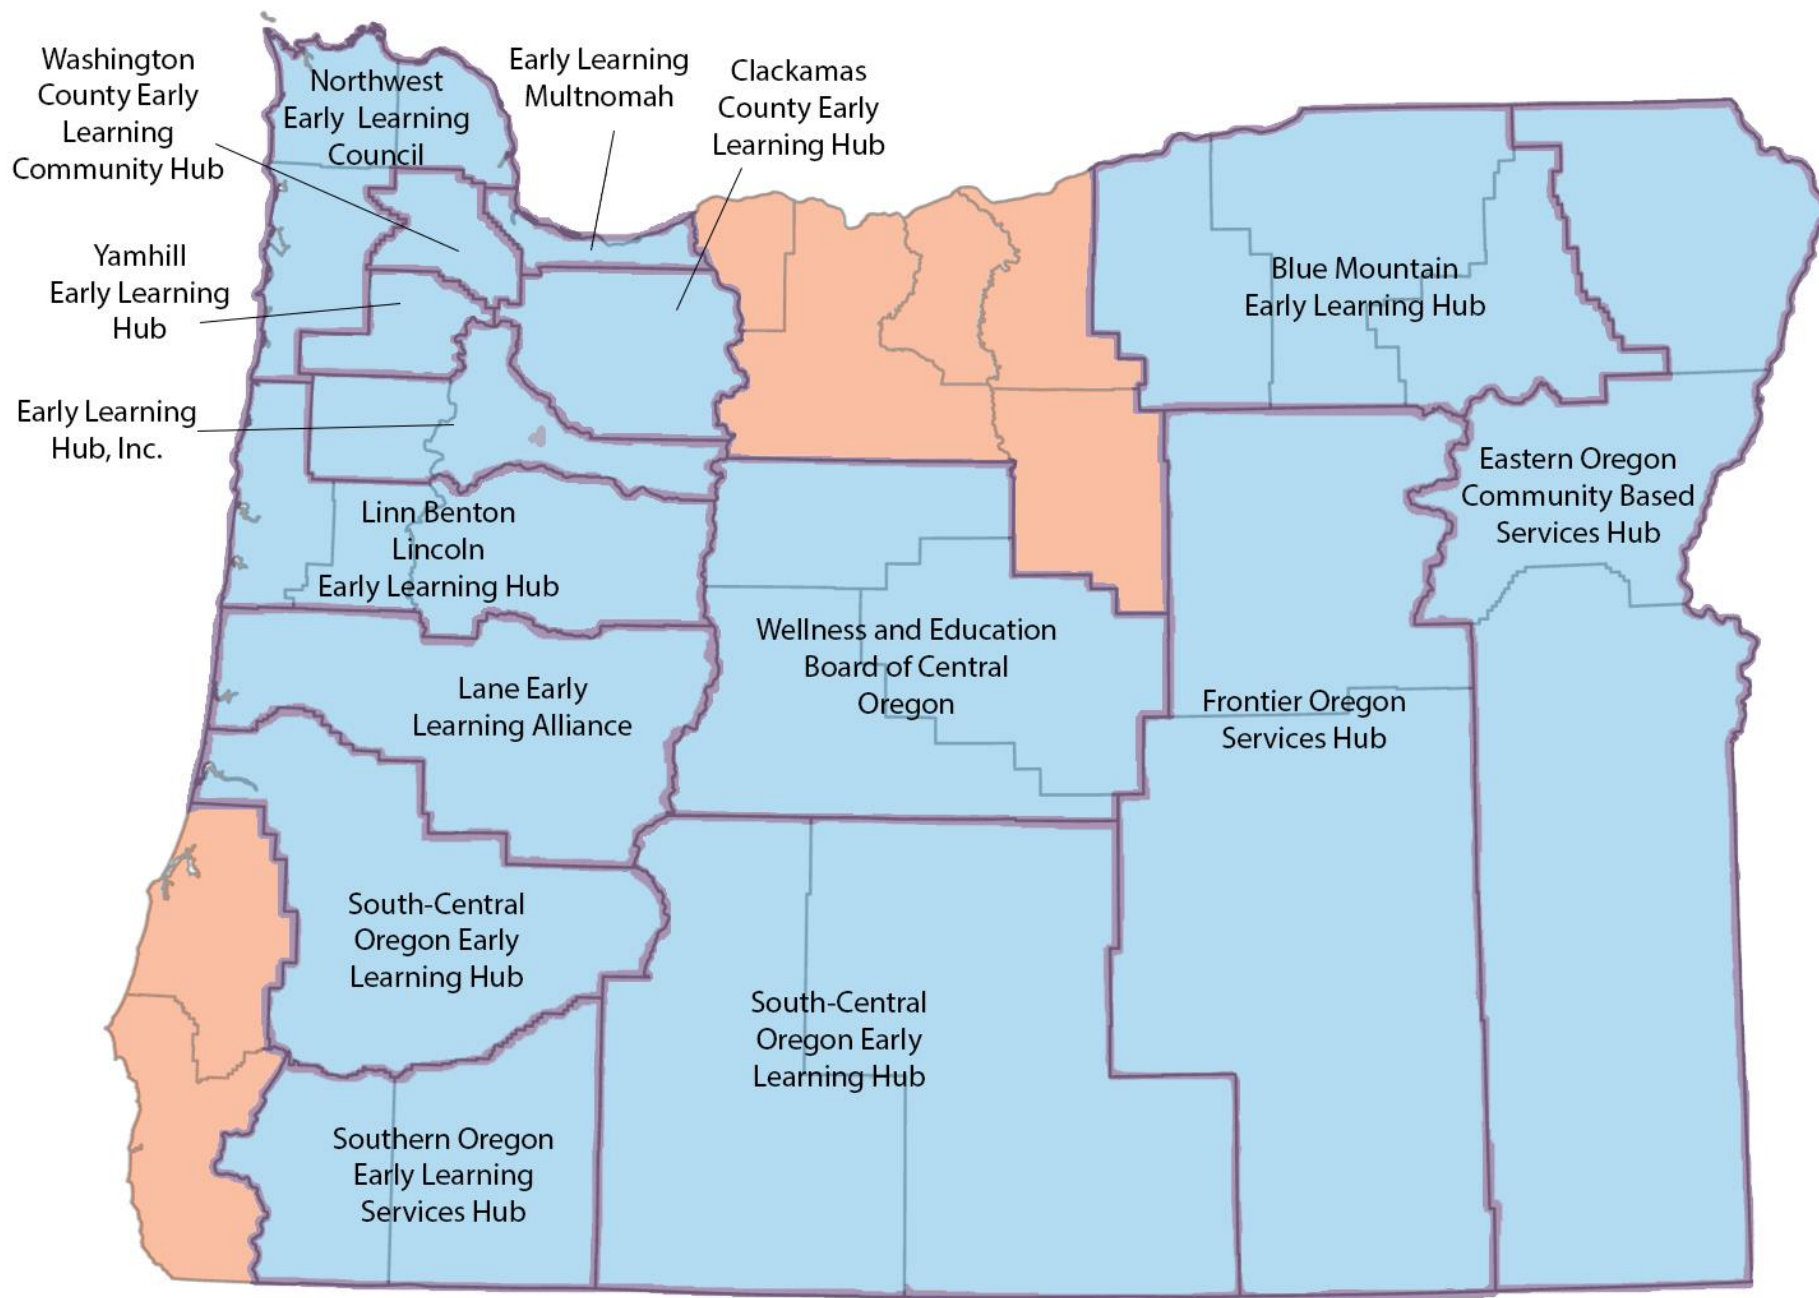 Washington
County Early
Learning
Community Hub
Northwest
Early Learning
Council
Early Learning
Multnomah
Clackamas
County Early
Learning Hub
Yamhill
Early Learning
Hub
Blue Mountain
Early Learning Hub
Early Learning
Hub, Inc.
Eastern Oregon
Community Based
Services Hub
Linn Benton
Lincoln
Early Learning Hub
Wellness and Education
Board of Central
Oregon
Lane Early
Learning Alliance
Frontier Oregon
Services Hub
South-Central
Oregon Early
Learning Hub
South-Central
Oregon Early
Learning Hub
Southern Oregon
Early Learning
Services Hub